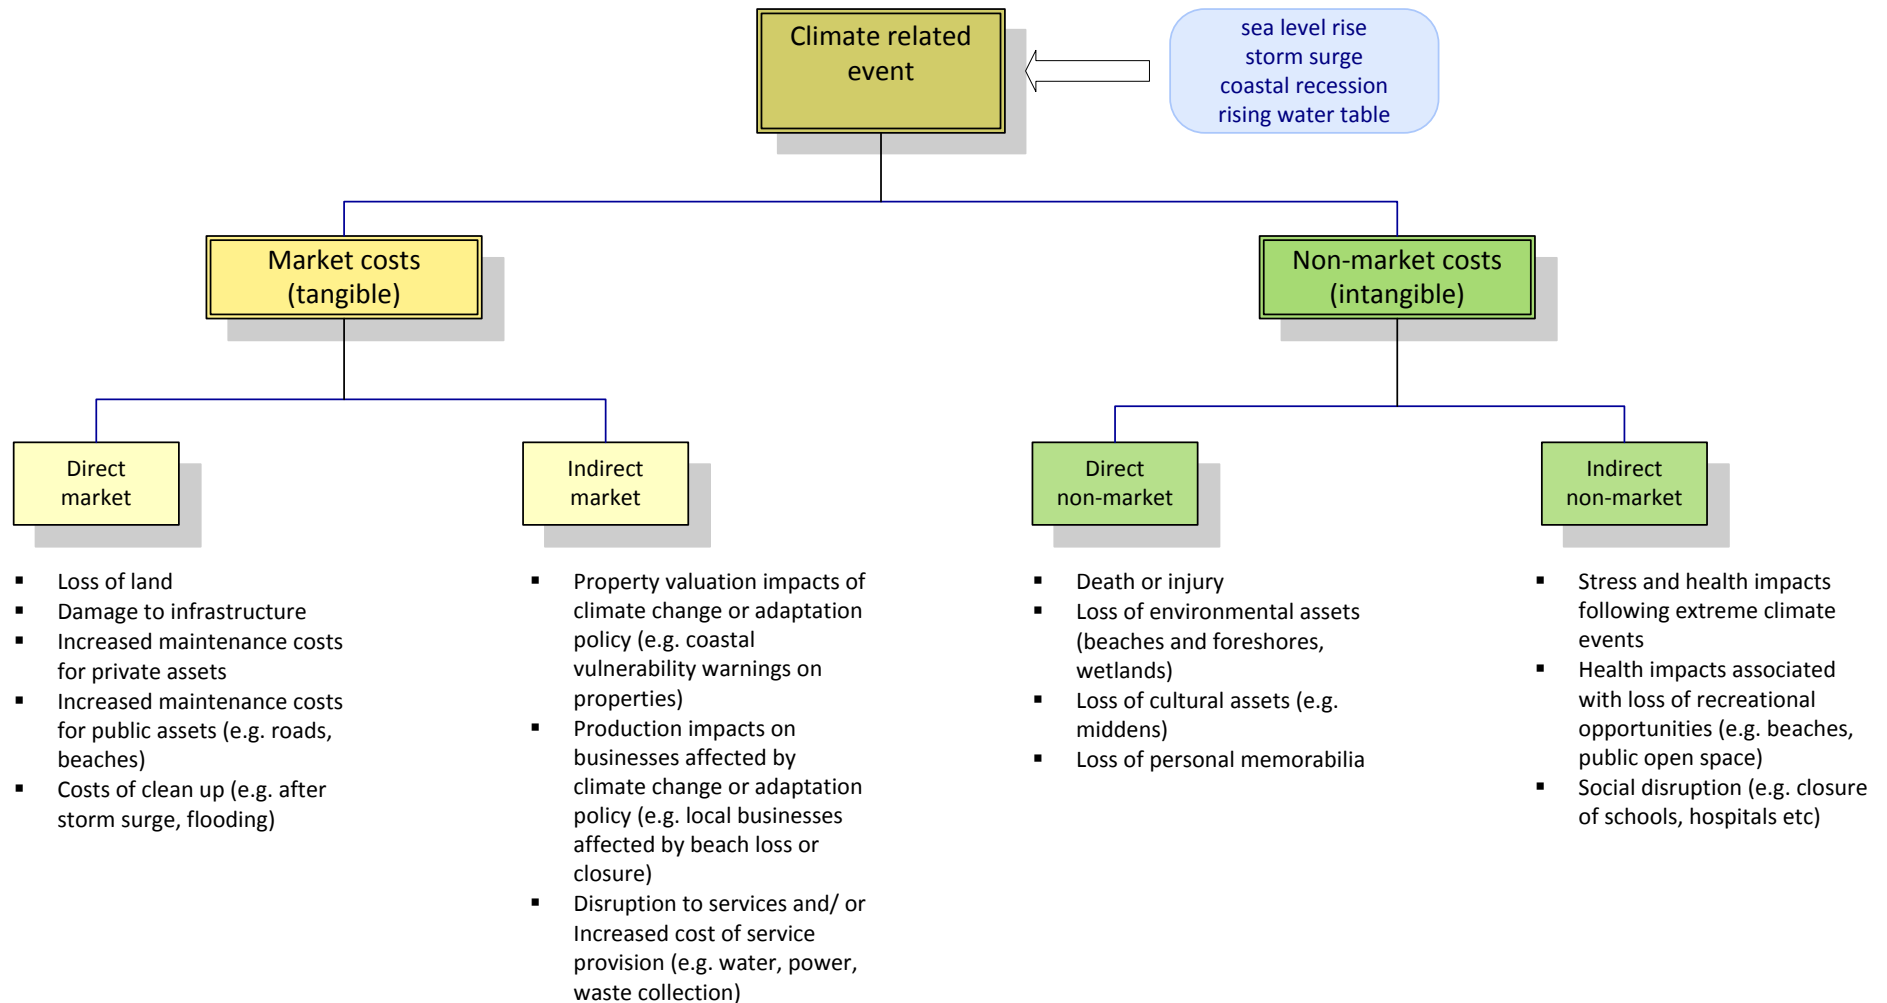 Climate related
event
sea level rise
storm surge
coastal recession
rising water table
Market costs
(tangible)
Non-market costs
(intangible)
Direct
market
Indirect
market
Direct
non-market
Indirect
non-market
▪ Loss of land
▪ Damage to infrastructure
▪ Increased maintenance costs
for private assets
▪ Increased maintenance costs
for public assets (e.g. roads,
beaches)
▪ Costs of clean up (e.g. after
storm surge, flooding)
▪ Property valuation impacts of
climate change or adaptation
policy (e.g. coastal
vulnerability warnings on
properties)
▪ Production impacts on
businesses affected by
climate change or adaptation
policy (e.g. local businesses
affected by beach loss or
closure)
▪ Disruption to services and/ or
Increased cost of service
provision (e.g. water, power,
waste collection)
▪ Death or injury
▪ Loss of environmental assets
(beaches and foreshores,
wetlands)
▪ Loss of cultural assets (e.g.
middens)
▪ Loss of personal memorabilia
▪ Stress and health impacts
following extreme climate
events
▪ Health impacts associated
with loss of recreational
opportunities (e.g. beaches,
public open space)
▪ Social disruption (e.g. closure
of schools, hospitals etc)